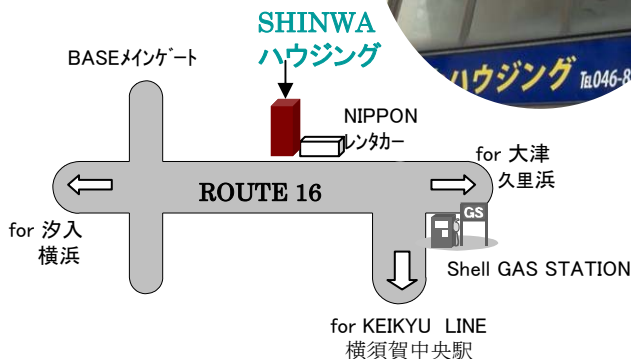 SHINWA
ハウジング
BASEメインゲート
ハウジング ℡046-8
NIPPON
レンタカー
for 大津
久里浜
ROUTE 16
for 汐入
横浜
GS
Shell GAS STATION
for KEIKYU LINE
横須賀中央駅